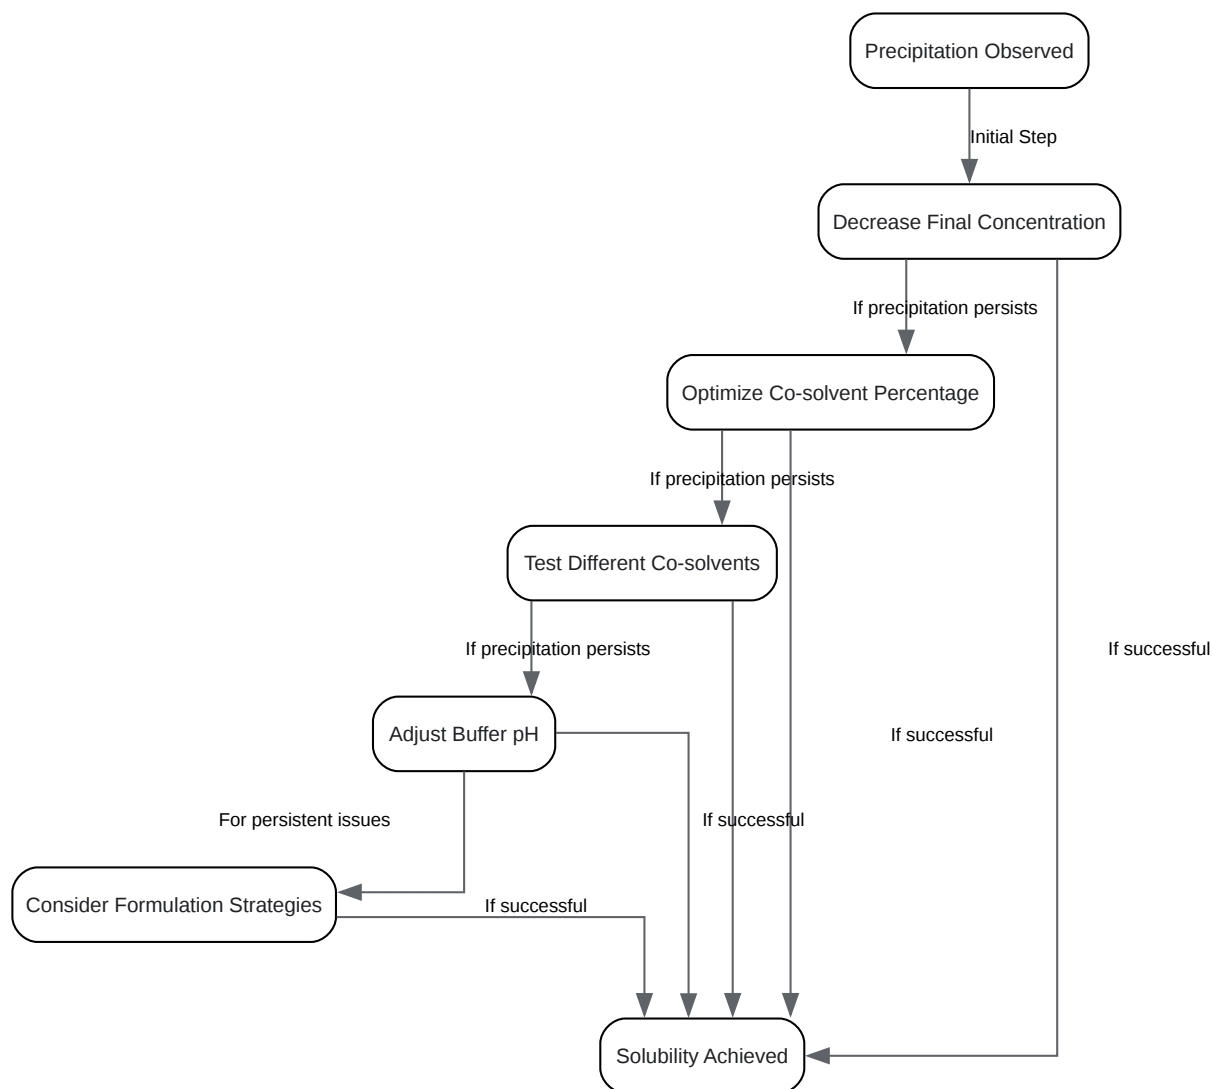 Precipitation Observed
Initial Step
Decrease Final Concentration
If precipitation persists
Optimize Co-solvent Percentage
If precipitation persists
Test Different Co-solvents
If precipitation persists
If successful
Adjust Buffer pH
If successful
For persistent issues
If successful
Consider Formulation Strategies
If successful
Solubility Achieved